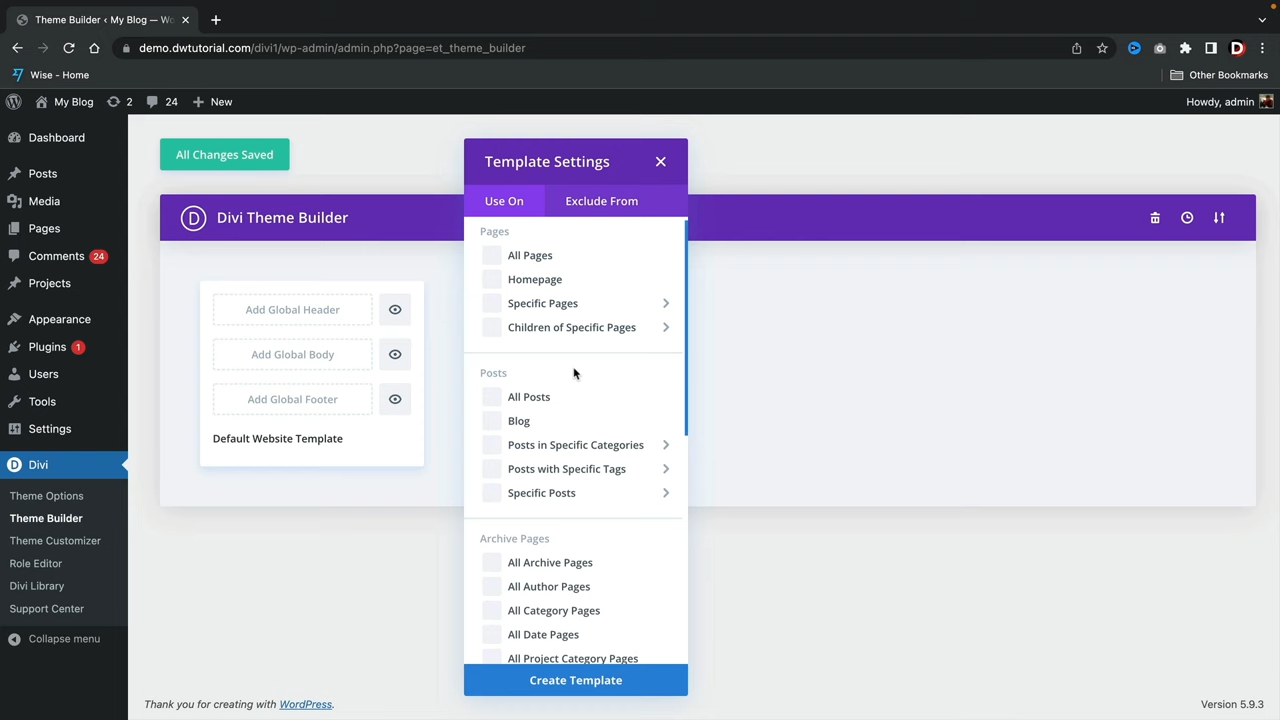 Theme Builder ‹ My Blog — Wo
demo.dwtutorial.com/divi1/wp-admin/admin.php?page=et_theme_builder
D
Wise - Home
Other Bookmarks
My Blog
2
24
New
Howdy, admin
Dashboard
Posts
Media
Pages
Comments 24
Projects
Appearance
Plugins 1
Users
Tools
Settings
D Divi
Theme Options
Theme Builder
Theme Customizer
Role Editor
Divi Library
Support Center
Collapse menu
All Changes Saved
D Divi Theme Builder
Add Global Header
Add Global Body
Add Global Footer
Default Website Template
Template Settings
Use On
Exclude From
Pages
All Pages
Homepage
Specific Pages
Children of Specific Pages
Posts
All Posts
Blog
Posts in Specific Categories
Posts with Specific Tags
Specific Posts
Archive Pages
All Archive Pages
All Author Pages
All Category Pages
All Date Pages
All Project Category Pages
Create Template
Thank you for creating with WordPress.
Version 5.9.3